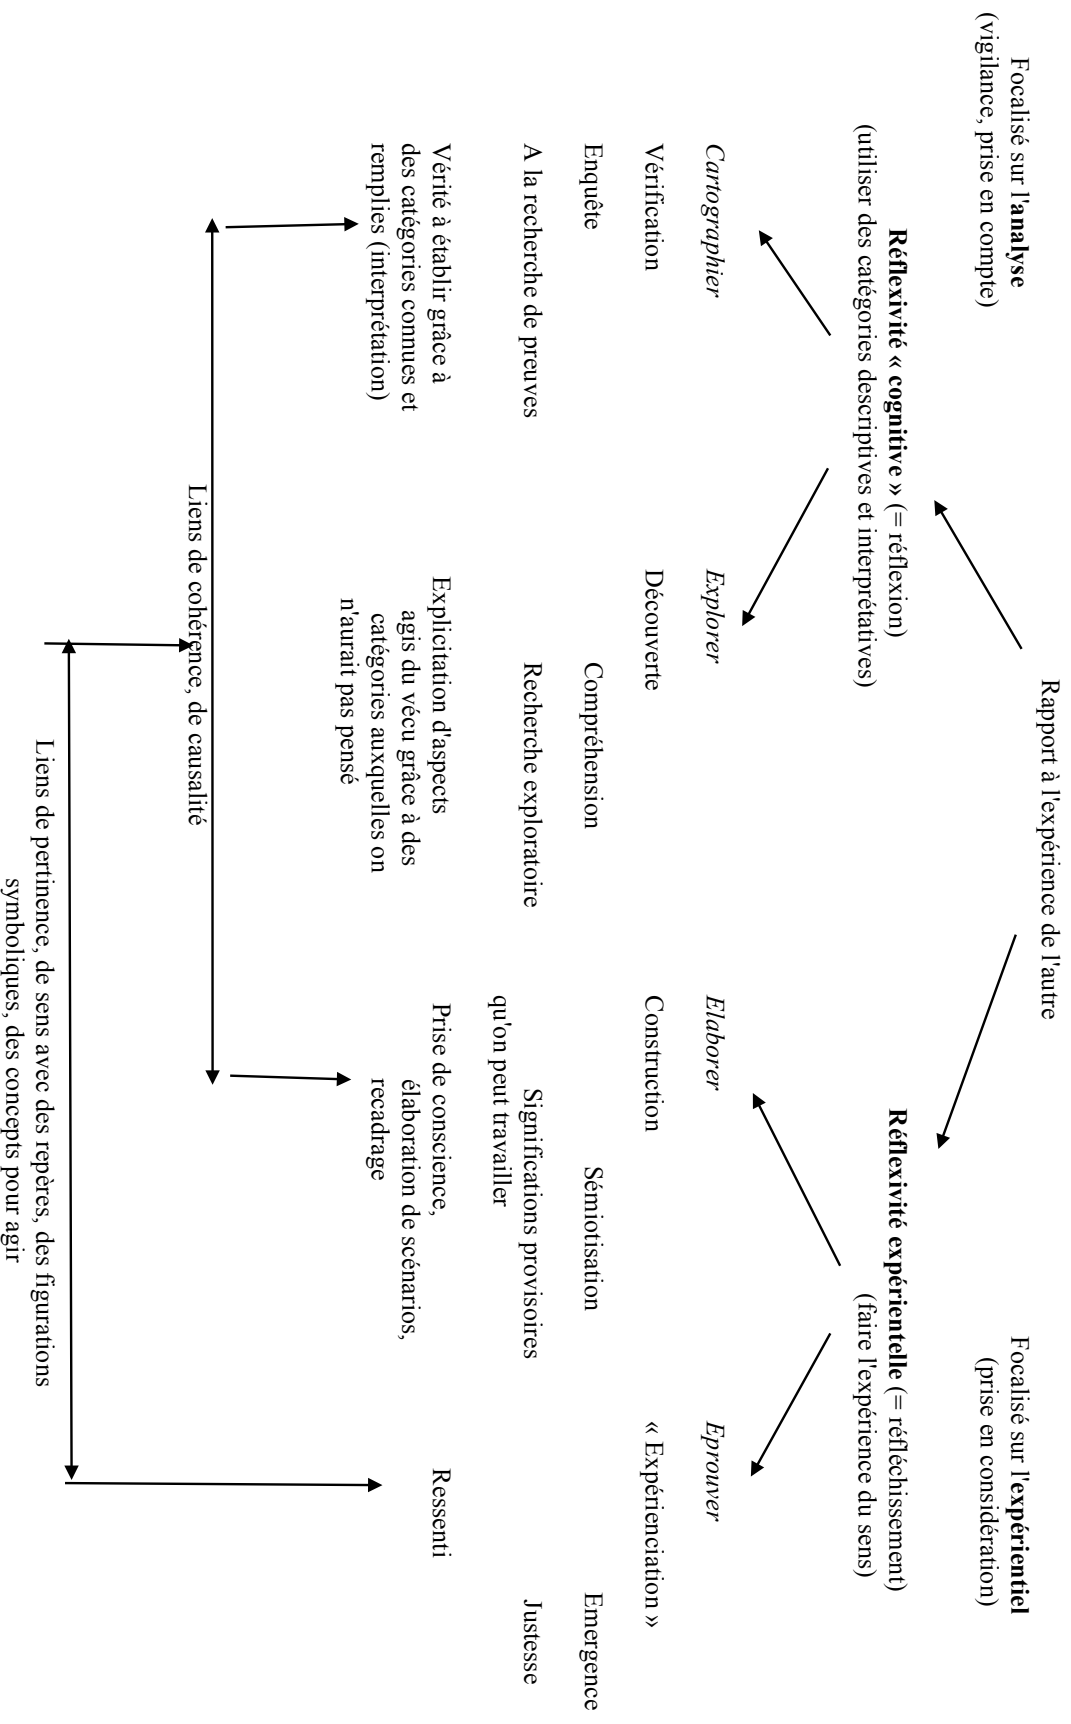 Rapport à l'expérience de l'autre
Focalisé sur l'analyse
(vigilance, prise en compte)
Focalisé sur l'expérientiel
(prise en considération)
Réflexivité « cognitive » (= réflexion)
(utiliser des catégories descriptives et interprétatives)
Réflexivité expérientelle (= réfléchissement)
(faire l'expérience du sens)
Cartographier
Explorer
Elaborer
Eprouver
Vérification
Découverte
Construction
« Expérienciation »
Enquête
Compréhension
Sémiotisation
Emergence
A la recherche de preuves
Recherche exploratoire
Significations provisoires
qu'on peut travailler
Justesse
Vérité à établir grâce à
des catégories connues et
remplies (interprétation)
Explicitation d'aspects
agis du vécu grâce à des
catégories auxquelles on
n'aurait pas pensé
Prise de conscience,
élaboration de scénarios,
recadrage
Ressenti
Liens de cohérence, de causalité
Liens de pertinence, de sens avec des repères, des figurations
symboliques, des concepts pour agir